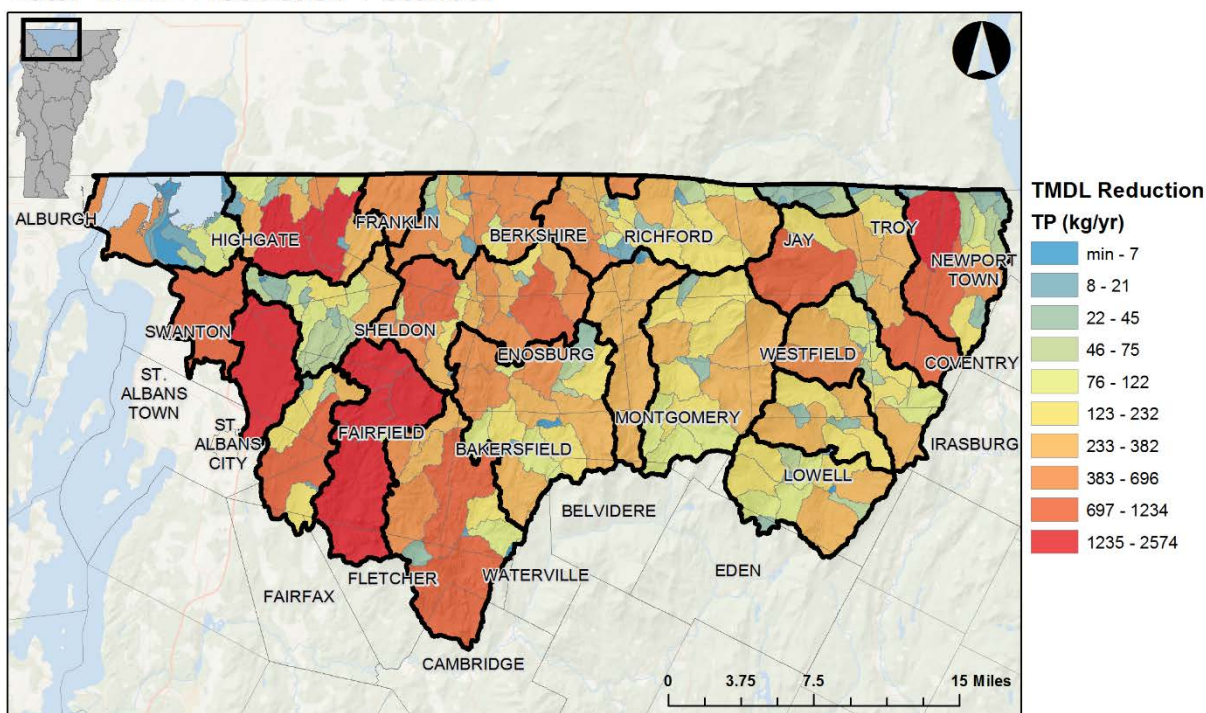 ALBURGH
HIGHGATE
FRANKLIN
BERKSHIRE
RICHFORD
JAY
TROY
NEWPORT
TOWN
SWANTON
SHELDON
ENOSBURG
WESTFIELD
COVENTRY
ST.
ALBANS
TOWN
ST.
ALBANS
CITY
FAIRFIELD
BAKERSFIELD
MONTGOMERY
IRASBURG
LOWELL
BELVIDERE
EDEN
FAIRFAX
FLETCHER
WATERVILLE
CAMBRIDGE
0 3.75 7.5 15 Miles
TMDL Reduction
TP (kg/yr)
min - 7
8 - 21
22 - 45
46 - 75
76 - 122
123 - 232
233 - 382
383 - 696
697 - 1234
1235 - 2574